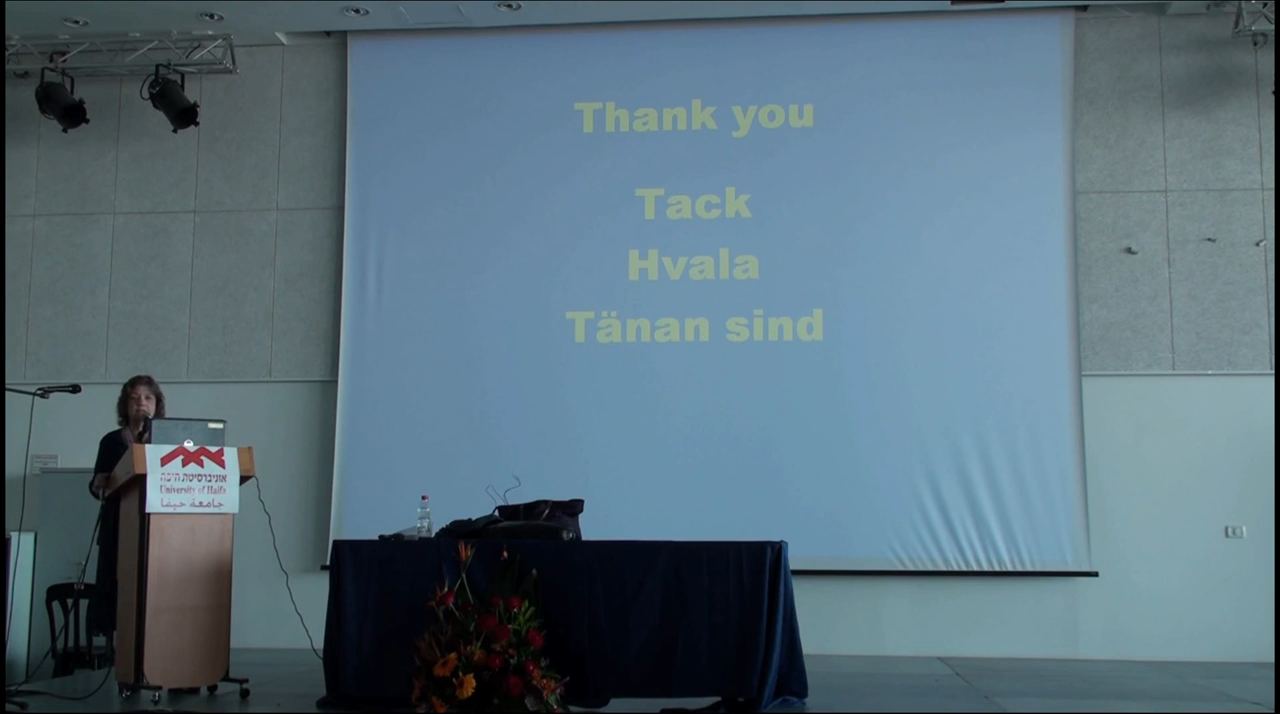 Thank you
Tack
Hvala
Tänan sind
אוניברסיטת חיפה
University of Haifa
جامعة حيفا